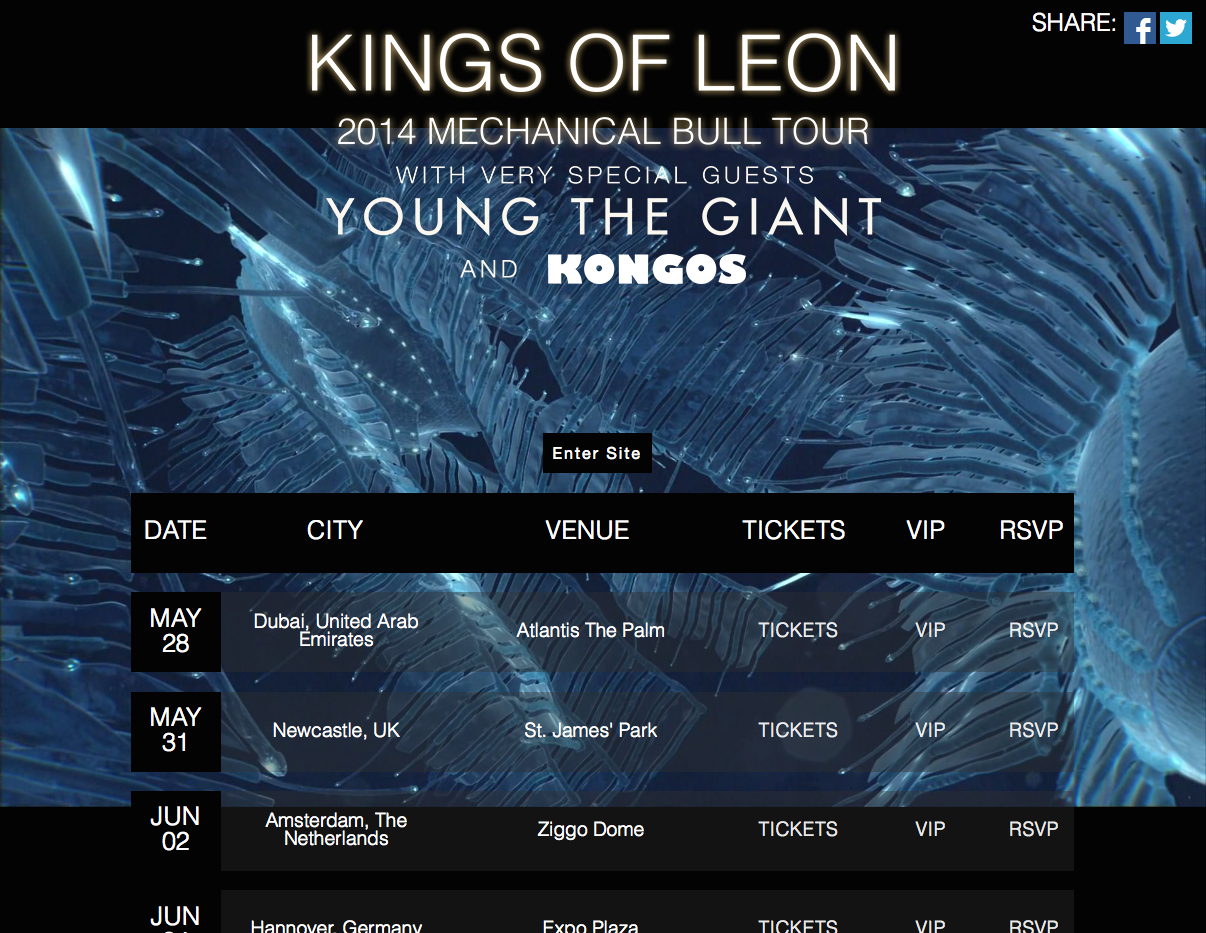 SHARE:
KINGS OF LEON
2014 MECHANICAL BULL TOUR
WITH VERY SPECIAL GUESTS
YOUNG THE GIANT
AND KONGOS
Enter Site
DATE CITY VENUE TICKETS VIP RSVP
MAY 28 Dubai, United Arab Emirates Atlantis The Palm TICKETS VIP RSVP
MAY 31 Newcastle, UK St. James' Park TICKETS VIP RSVP
JUN 02 Amsterdam, The Netherlands Ziggo Dome TICKETS VIP RSVP
JUN Hannover, Germany Expo Plaza TICKETS VIP RSVP